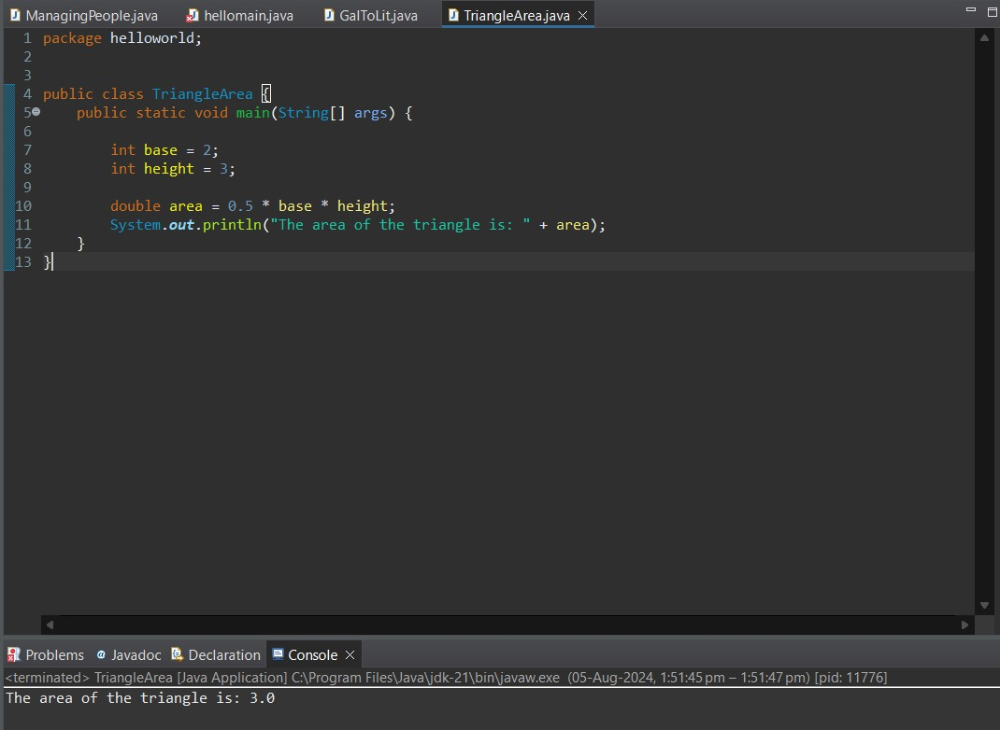 ManagingPeople.java hellomain.java GalToLit.java TriangleArea.java
1 package helloworld;
2
3
4 public class TriangleArea {
5     public static void main(String[] args) {
6
7         int base = 2;
8         int height = 3;
9
10         double area = 0.5 * base * height;
11         System.out.println("The area of the triangle is: " + area);
12     }
13 }
Problems Javadoc Declaration Console
<terminated> TriangleArea [Java Application] C:\Program Files\Java\jdk-21\bin\javaw.exe (05-Aug-2024, 1:51:45 pm – 1:51:47 pm) [pid: 11776]
The area of the triangle is: 3.0